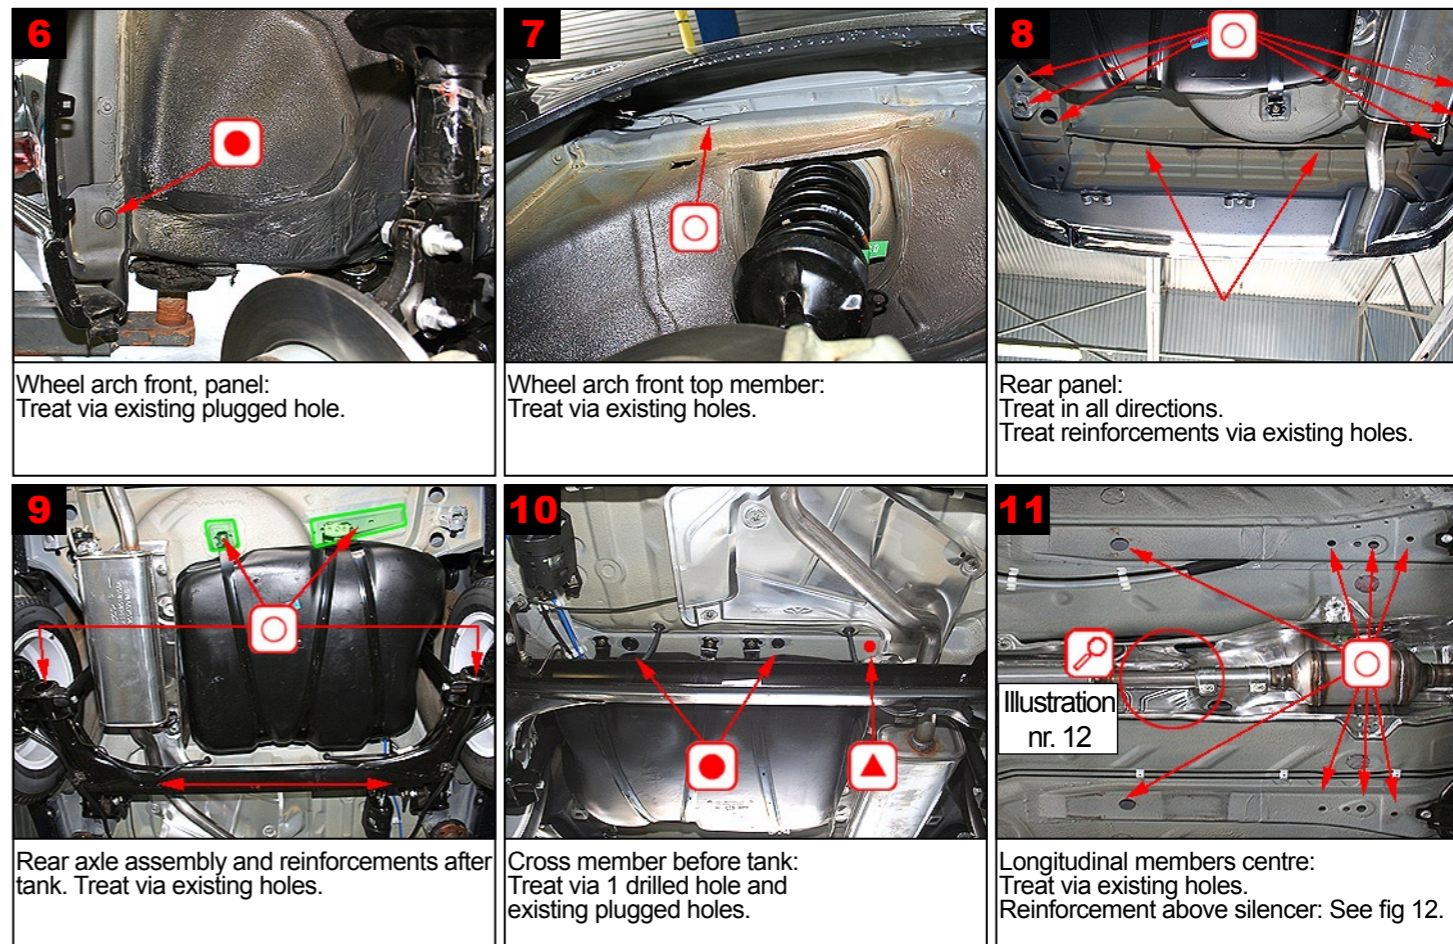 6
7
8
Wheel arch front, panel:
Treat via existing plugged hole.
Wheel arch front top member:
Treat via existing holes.
Rear panel:
Treat in all directions.
Treat reinforcements via existing holes.
9
10
11
Illustration
nr. 12
Rear axle assembly and reinforcements after
tank. Treat via existing holes.
Cross member before tank:
Treat via 1 drilled hole and
existing plugged holes.
Longitudinal members centre:
Treat via existing holes.
Reinforcement above silencer: See fig 12.